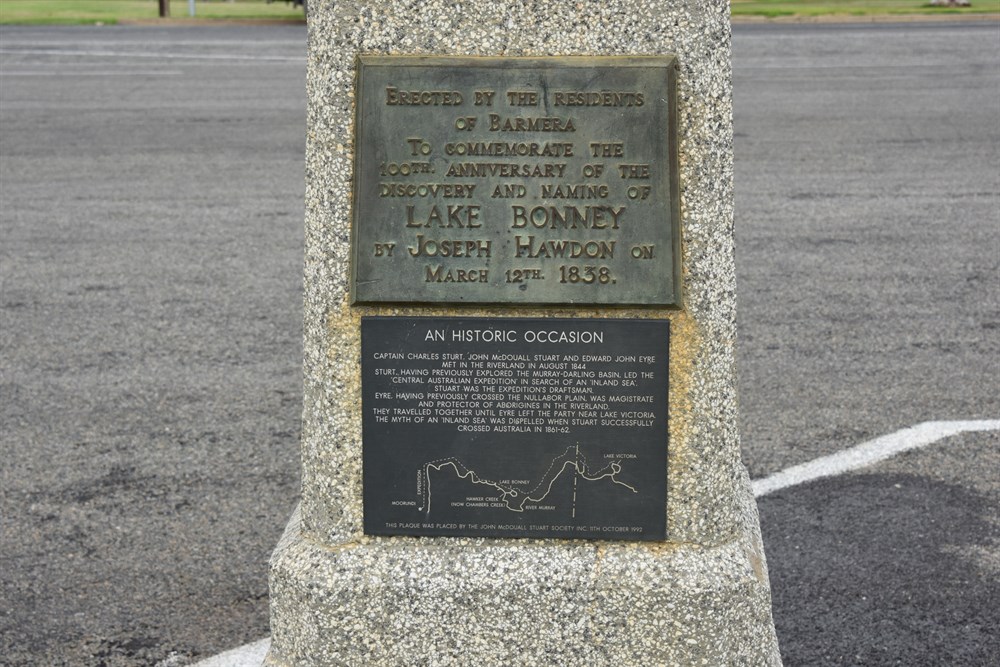 ERECTED BY THE RESIDENTS
OF BARMERA
TO COMMEMORATE THE
100TH. ANNIVERSARY OF THE
DISCOVERY AND NAMING OF
LAKE BONNEY
BY JOSEPH HAWDON ON
MARCH 12TH. 1838.
AN HISTORIC OCCASION
CAPTAIN CHARLES STURT, JOHN McDOUALL STUART AND EDWARD JOHN EYRE
MET IN THE RIVERLAND IN AUGUST 1844
STURT, HAVING PREVIOUSLY EXPLORED THE MURRAY-DARLING BASIN, LED THE
'CENTRAL AUSTRALIAN EXPEDITION' IN SEARCH OF AN 'INLAND SEA'.
STUART WAS THE EXPEDITION'S DRAFTSMAN.
EYRE, HAVING PREVIOUSLY CROSSED THE NULLABOR PLAIN, WAS MAGISTRATE
AND PROTECTOR OF ABORIGINES IN THE RIVERLAND.
THEY TRAVELLED TOGETHER UNTIL EYRE LEFT THE PARTY NEAR LAKE VICTORIA.
THE MYTH OF AN 'INLAND SEA' WAS DISPELLED WHEN STUART SUCCESSFULLY
CROSSED AUSTRALIA IN 1861-62.
LAKE VICTORIA
EXPEDITION
LAKE BONNEY
MOORUNDI
HAWKER CREEK
(NOW CHAMBERS CREEK)
RIVER MURRAY
THIS PLAQUE WAS PLACED BY THE JOHN McDOUALL STUART SOCIETY INC. 11TH OCTOBER 1992